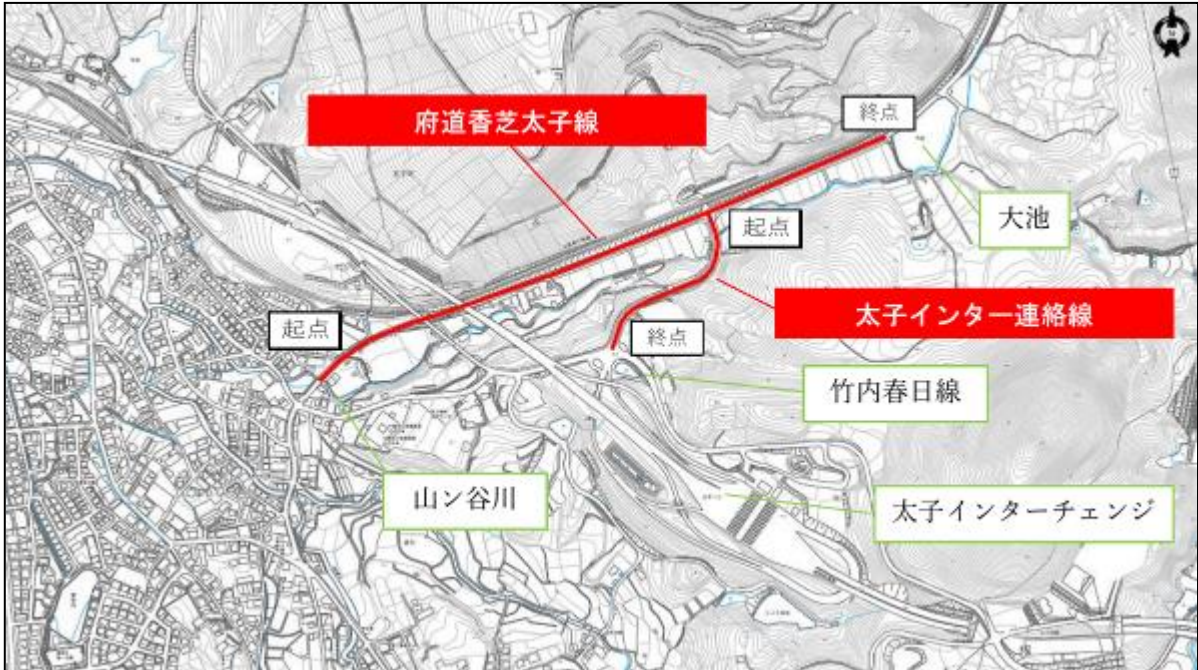 府道香芝太子線
終点
大池
起点
太子インター連絡線
起点
終点
竹内春日線
山ン谷川
太子インターチェンジ